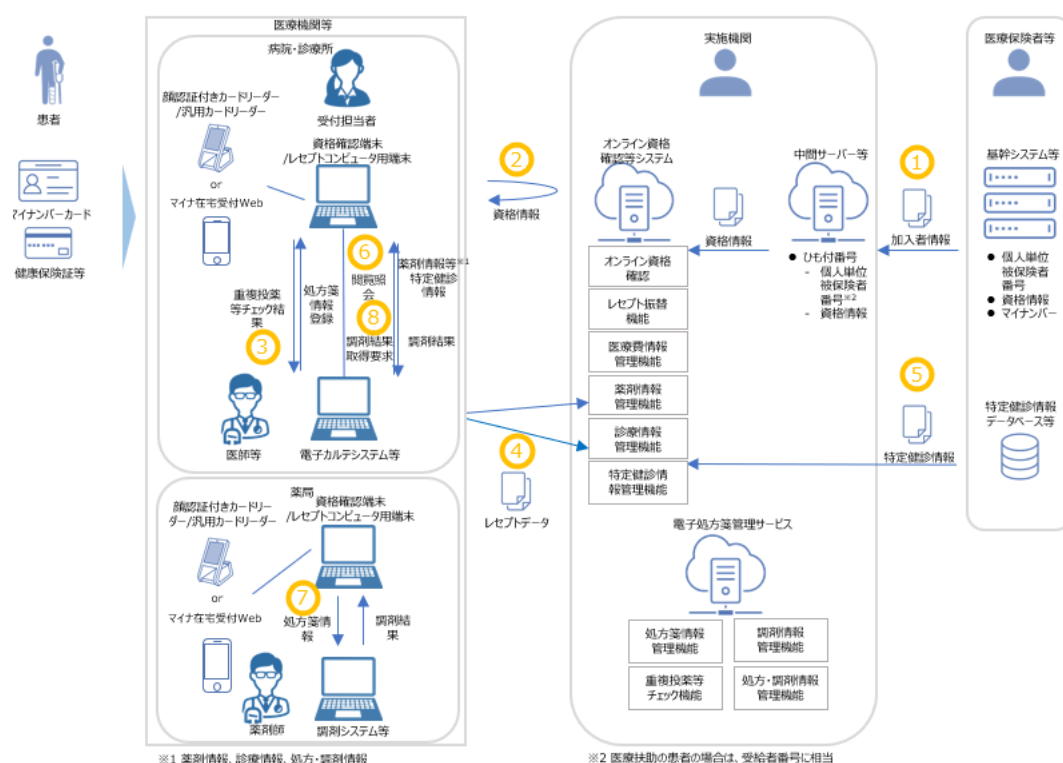 医療機関等
病院・診療所
実施機関
医療保険者等
顔認証付きカードリーダー
/汎用カードリーダー
患者
受付担当者
資格確認端末
/レセプトコンピュータ用端末
or
マイナ在宅受付Web
マイナンバーカード
健康保険証等
②
資格情報
オンライン資格
確認等システム
中間サーバー等
①
基幹システム等
資格情報
加入者情報
● ひも付番号
- 個人単位
被保険者
番号※2
- 資格情報
● 個人単位
被保険者
番号
● 資格情報
● マイナンバー
オンライン資格
確認
レセプト振替
機能
医療費情報
管理機能
薬剤情報
管理機能
診療情報
管理機能
特定健診情
報管理機能
重複投薬
等チェック結
果
③
処方箋
情報
登録
⑥
閲覧照
会
⑧
調剤結果
取得要求
薬剤情報等※1
特定健診
情報
調剤結果
医師等
電子カルテシステム等
④
レセプトデータ
⑤
特定健診情報
特定健診情報
データベース等
薬局
顔認証付きカードリー
ダー/汎用カードリーダー
資格確認端末
/レセプトコンピュータ用端末
or
マイナ在宅受付Web
⑦
処方箋情
報
調剤結
果
薬剤師
調剤システム等
電子処方箋管理サービス
処方箋情報
管理機能
調剤情報
管理機能
重複投薬等
チェック機能
処方・調剤情報
管理機能
※1 薬剤情報、診療情報、処方・調剤情報
※2 医療扶助の患者の場合は、受給者番号に相当